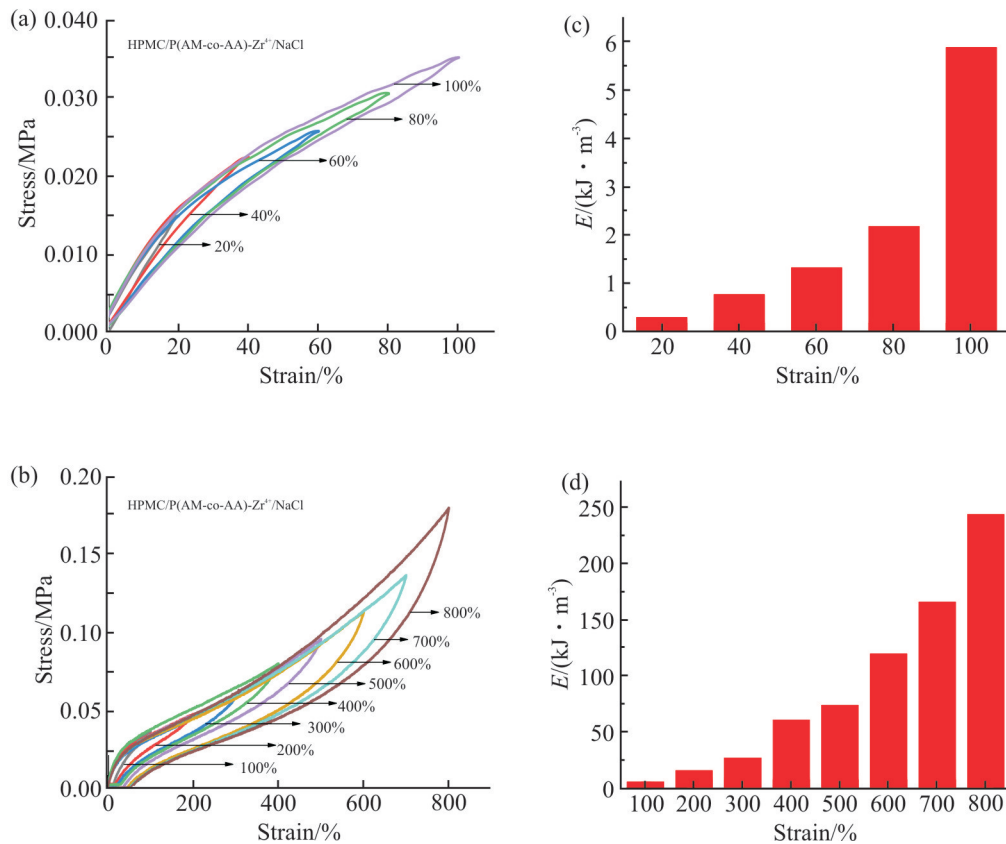 (a)
0.040
0.030
0.020
0.010
0.000
Stress/MPa
HPMC/P(AM-co-AA)-Zr⁴⁺/NaCl
100%
80%
60%
40%
20%
0 20 40 60 80 100
Strain/%
(c)
6
5
4
3
2
1
0
E/(kJ·m⁻³)
20 40 60 80 100
Strain/%
(b)
0.20
0.15
0.10
0.05
0.00
Stress/MPa
HPMC/P(AM-co-AA)-Zr⁴⁺/NaCl
800%
700%
600%
500%
400%
300%
200%
100%
0 200 400 600 800
Strain/%
(d)
250
200
150
100
50
0
E/(kJ·m⁻³)
100 200 300 400 500 600 700 800
Strain/%